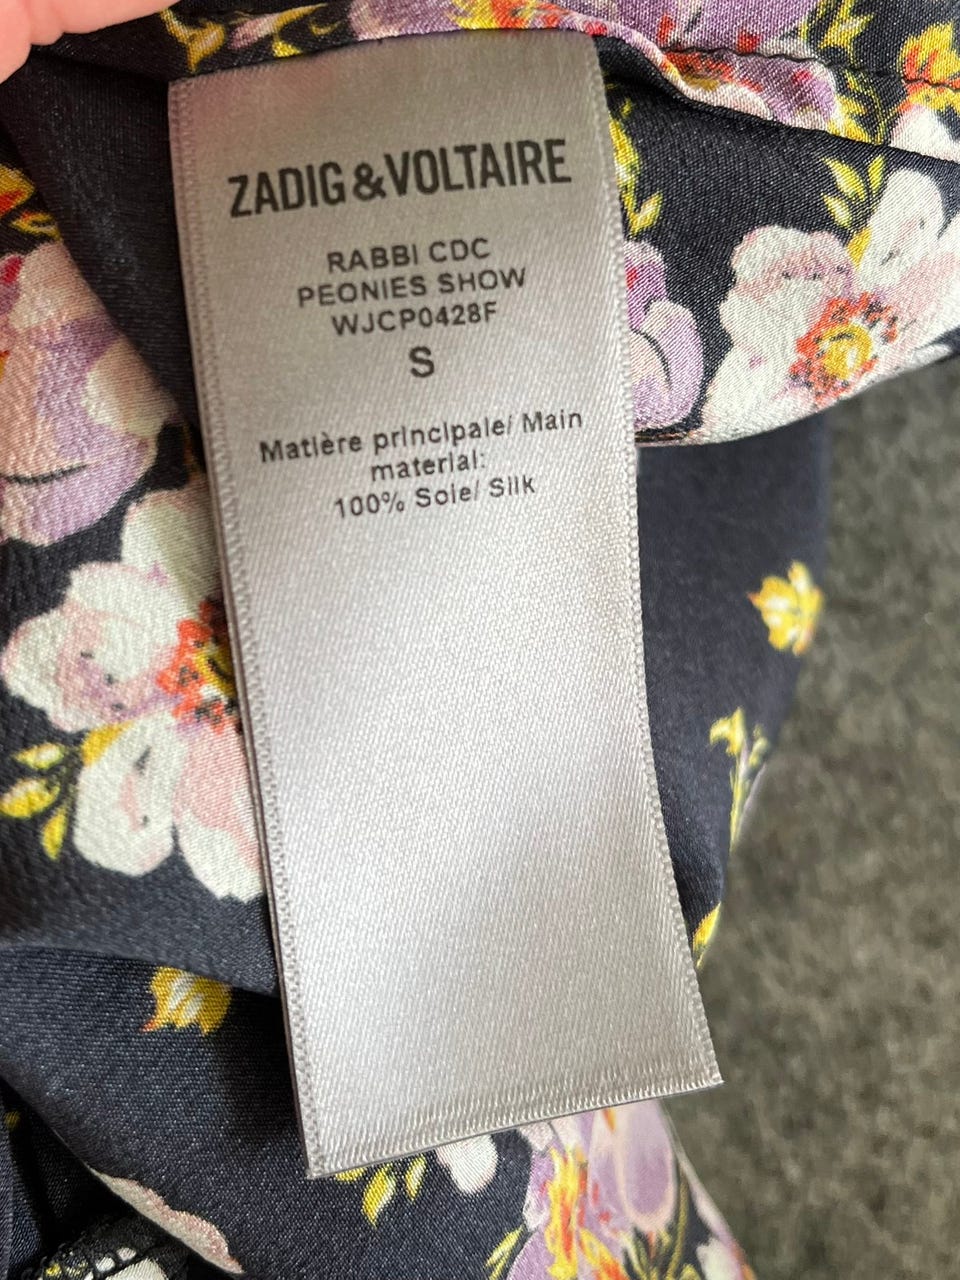 ZADIG&VOLTAIRE
RABBI CDC
PEONIES SHOW
WJCP0428F
S
Matière principale/ Main
material:
100% Soie/ Silk